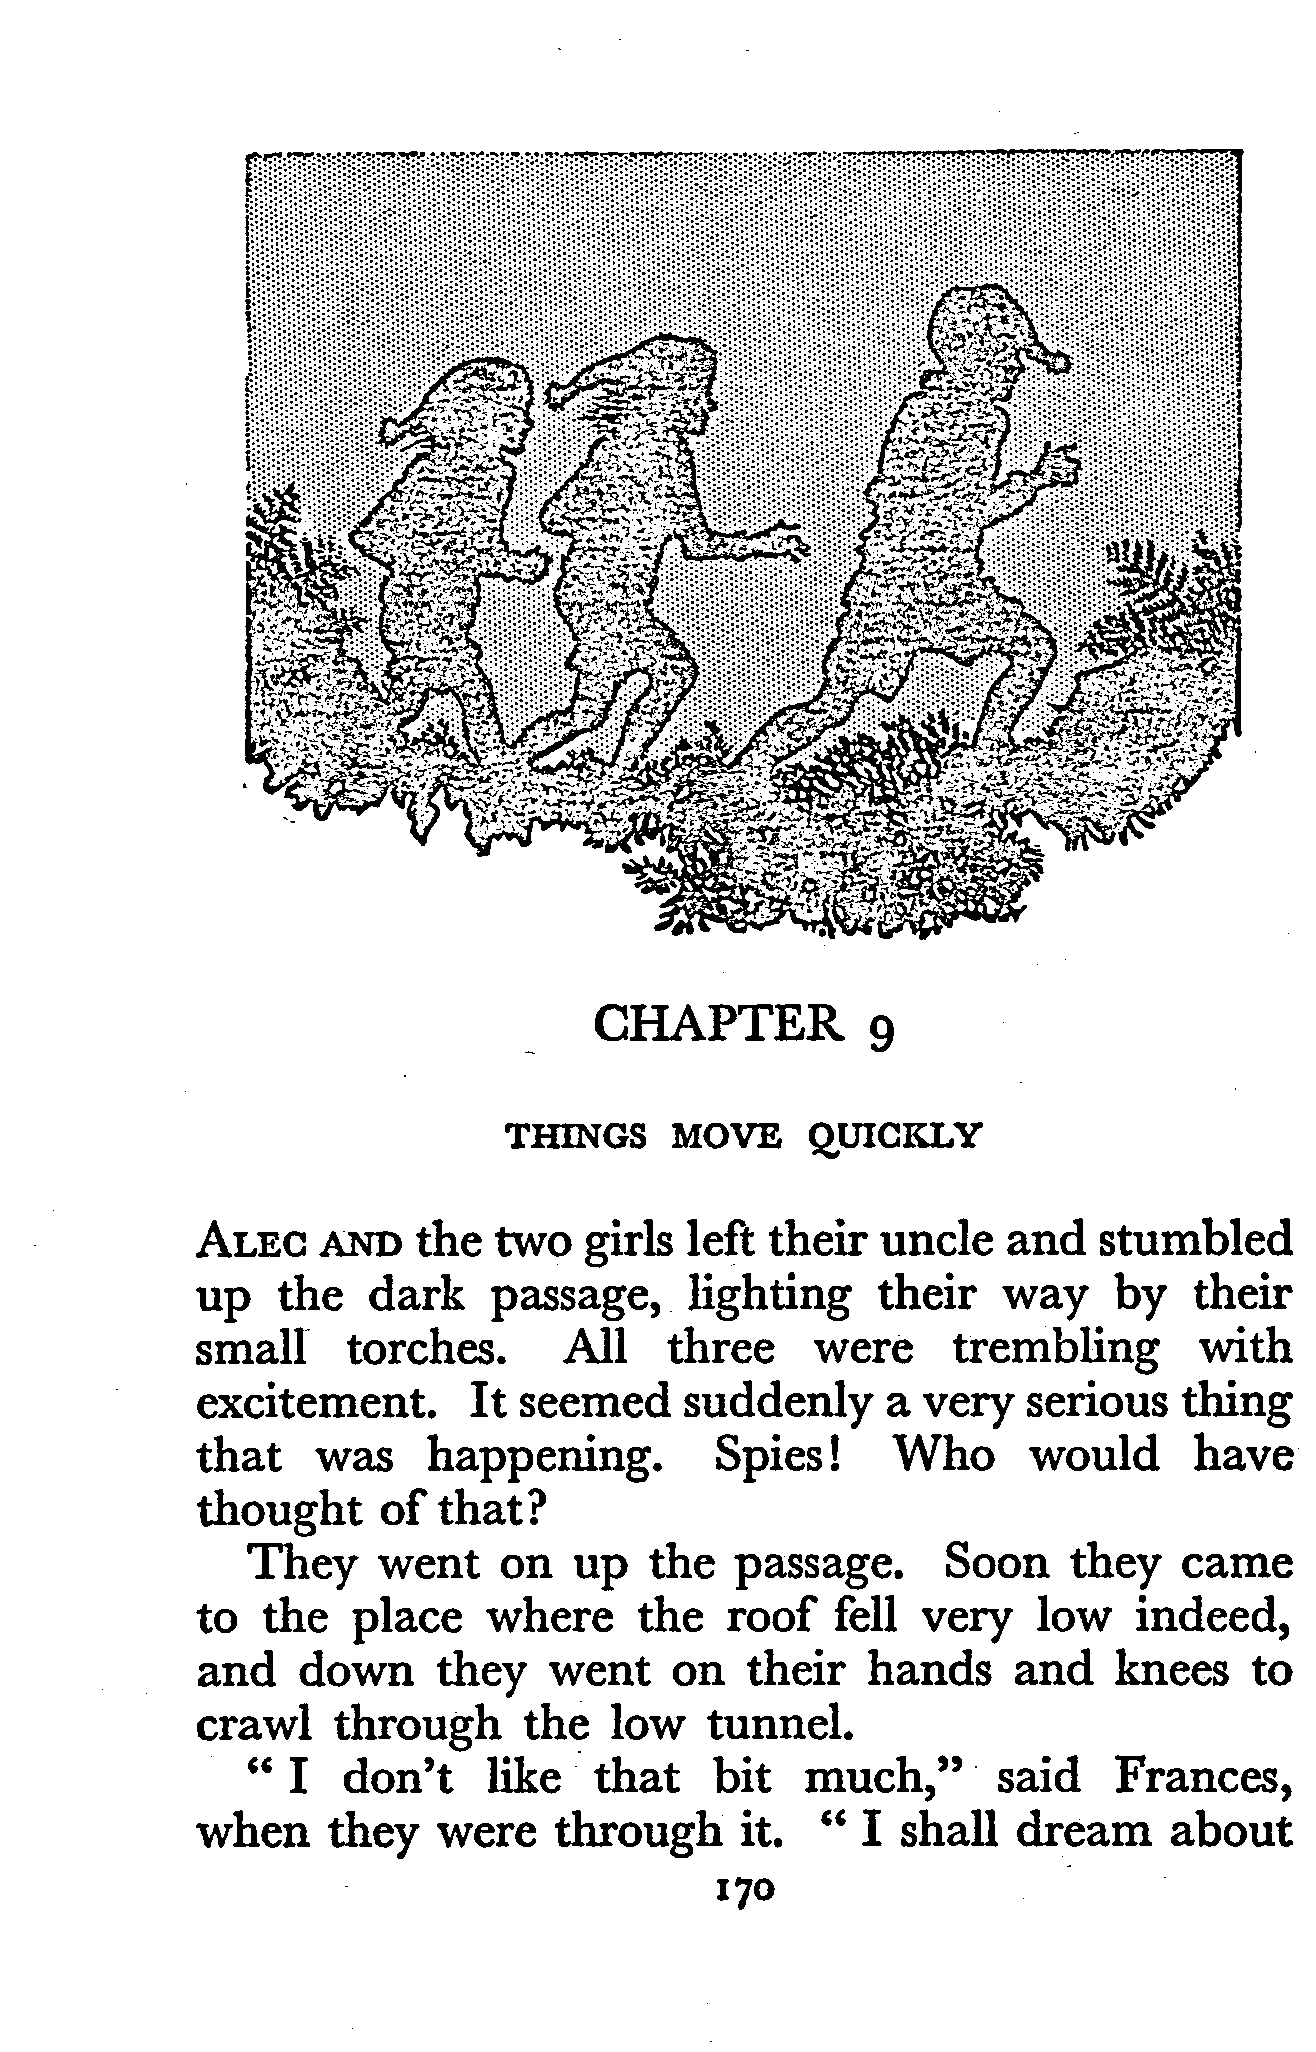 CHAPTER 9
THINGS MOVE QUICKLY
ALEC AND the two girls left their uncle and stumbled
up the dark passage, lighting their way by their
small torches. All three were trembling with
excitement. It seemed suddenly a very serious thing
that was happening. Spies! Who would have
thought of that?
They went on up the passage. Soon they came
to the place where the roof fell very low indeed,
and down they went on their hands and knees to
crawl through the low tunnel.
“ I don't like that bit much,” said Frances,
when they were through it. “ I shall dream about
170